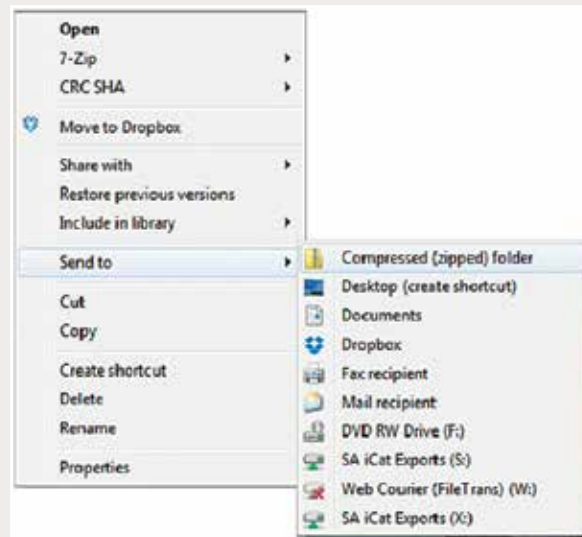 Open
7-Zip
CRC SHA
Move to Dropbox
Share with
Restore previous versions
Include in library
Send to
Cut
Copy
Create shortcut
Delete
Rename
Properties
Compressed (zipped) folder
Desktop (create shortcut)
Documents
Dropbox
Fax recipient
Mail recipient
DVD RW Drive (F:)
SA iCat Exports (S:)
Web Courier (FileTrans) (W:)
SA iCat Exports (X:)